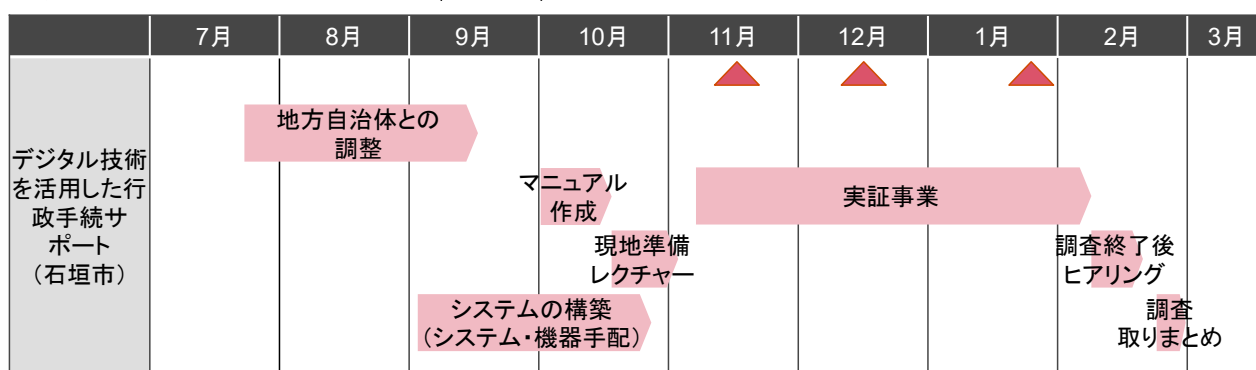 7月
8月
9月
10月
11月
12月
1月
2月
3月
デジタル技術
を活用した行
政手続サ
ポート
（石垣市）
地方自治体との
調整
マニュアル
作成
実証事業
現地準備
レクチャー
調査終了後
ヒアリング
システムの構築
（システム・機器手配）
調査
取りまとめ